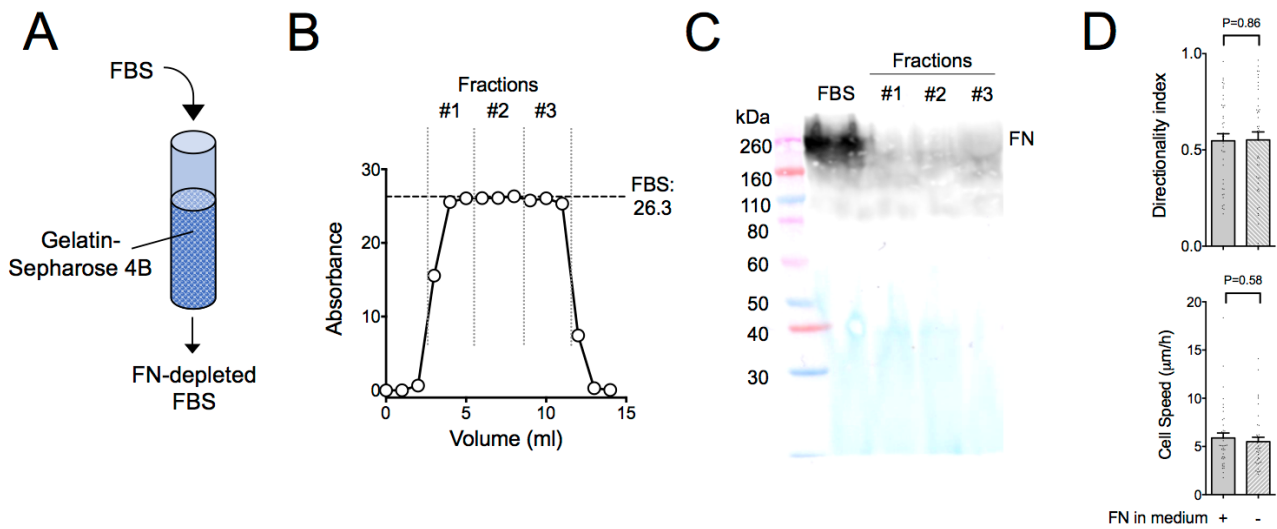 A
FBS
Gelatin-
Sepharose 4B
FN-depleted
FBS
B
Fractions
#1 #2 #3
30
20
10
0
Absorbance
FBS:
26.3
0 5 10 15
Volume (ml)
C
Fractions
FBS #1 #2 #3
kDa
260
160
110
80
60
50
40
30
FN
D
P=0.86
1.0
0.5
0.0
Directionality index
P=0.58
20
15
10
5
0
Cell Speed (µm/h)
FN in medium + -